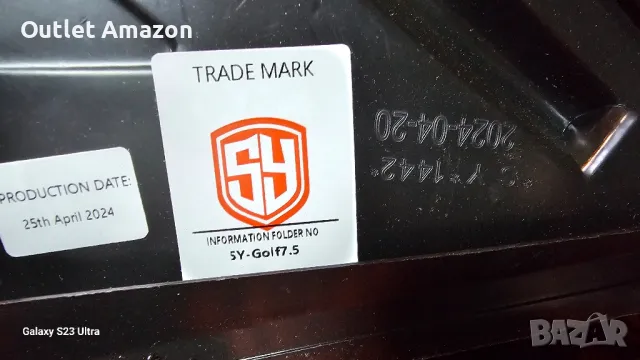 Outlet Amazon
TRADE MARK
SY
INFORMATION FOLDER NO
SY-Golf7.5
PRODUCTION DATE:
25th April 2024
2024-04-20
Y*1442*
Galaxy S23 Ultra
BAZAR